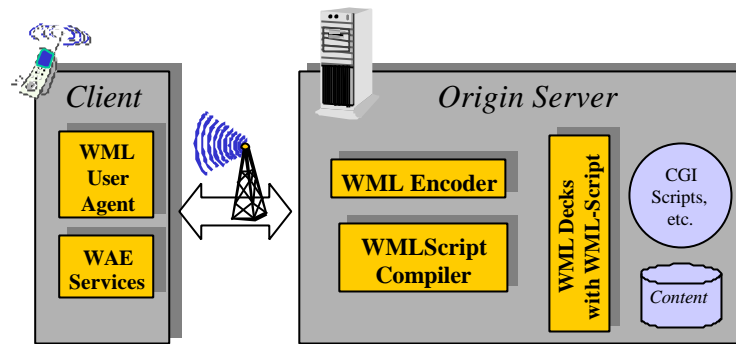 Client
WML
User
Agent
WAE
Services
Origin Server
WML Encoder
WMLScript
Compiler
WML Decks
with WML-Script
CGI
Scripts,
etc.
Content